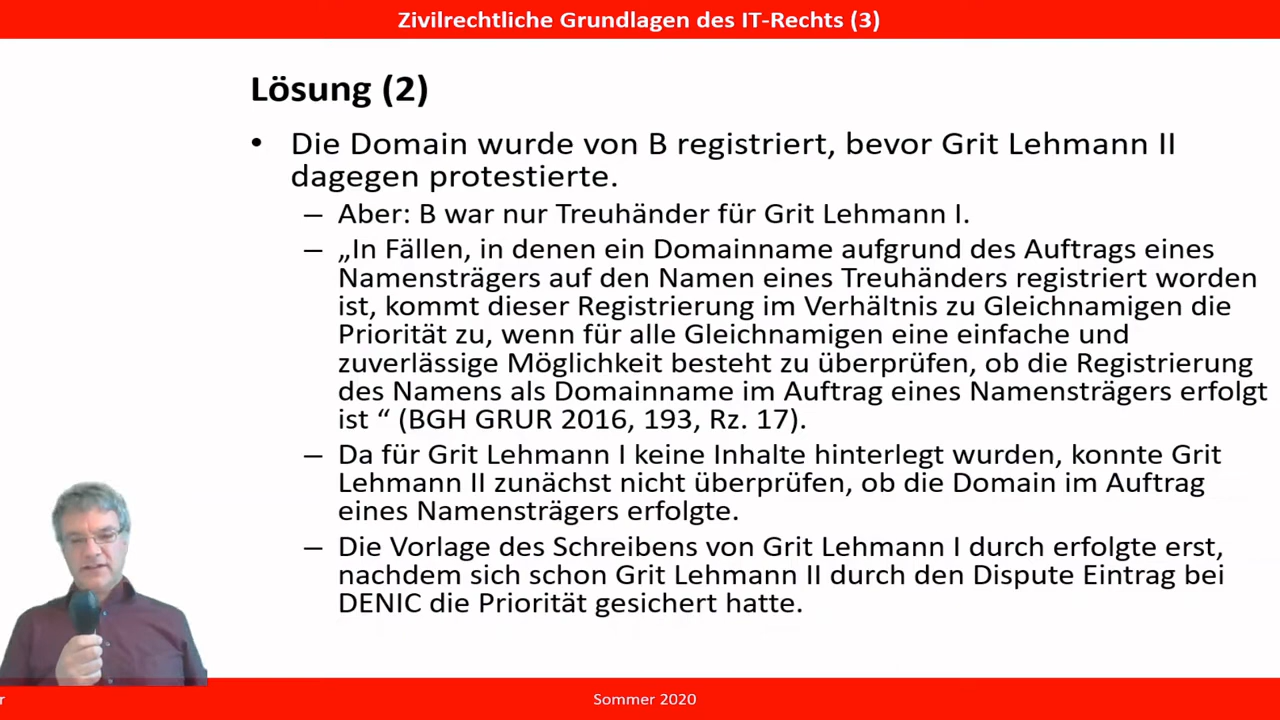 Zivilrechtliche Grundlagen des IT-Rechts (3)
Lösung (2)
• Die Domain wurde von B registriert, bevor Grit Lehmann II
dagegen protestierte.
– Aber: B war nur Treuhänder für Grit Lehmann I.
– „In Fällen, in denen ein Domainname aufgrund des Auftrags eines
Namensträgers auf den Namen eines Treuhänders registriert worden
ist, kommt dieser Registrierung im Verhältnis zu Gleichnamigen die
Priorität zu, wenn für alle Gleichnamigen eine einfache und
zuverlässige Möglichkeit besteht zu überprüfen, ob die Registrierung
des Namens als Domainname im Auftrag eines Namensträgers erfolgt
ist “ (BGH GRUR 2016, 193, Rz. 17).
– Da für Grit Lehmann I keine Inhalte hinterlegt wurden, konnte Grit
Lehmann II zunächst nicht überprüfen, ob die Domain im Auftrag
eines Namensträgers erfolgte.
– Die Vorlage des Schreibens von Grit Lehmann I durch erfolgte erst,
nachdem sich schon Grit Lehmann II durch den Dispute Eintrag bei
DENIC die Priorität gesichert hatte.
Sommer 2020